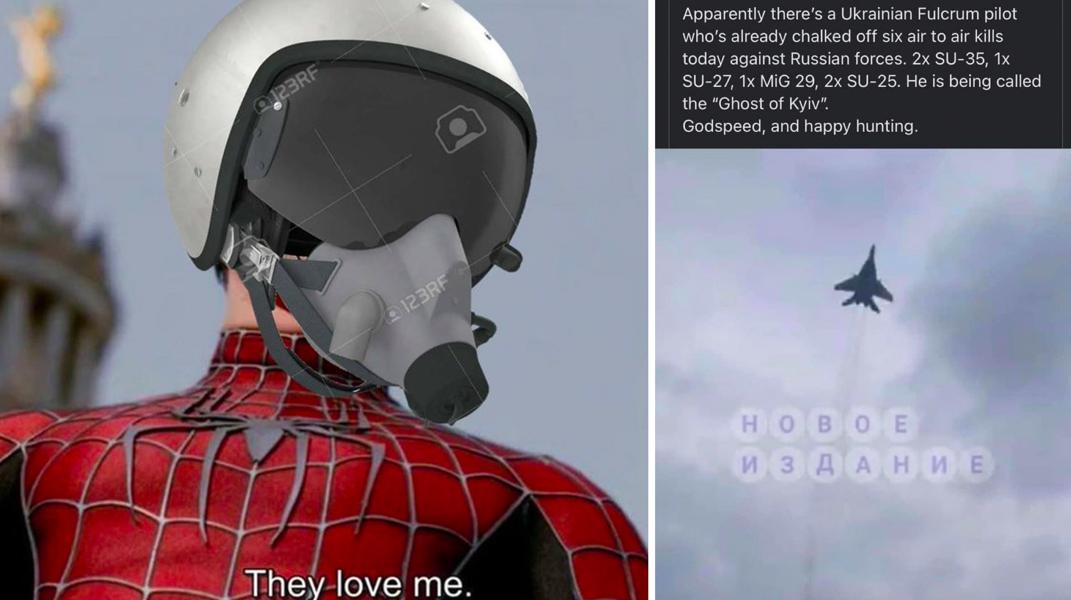 123RF
123RF
They love me.
Apparently there's a Ukrainian Fulcrum pilot
who's already chalked off six air to air kills
today against Russian forces. 2x SU-35, 1x
SU-27, 1x MiG 29, 2x SU-25. He is being called
the “Ghost of Kyiv”.
Godspeed, and happy hunting.
НОВОЕ
ИЗДАНИЕ